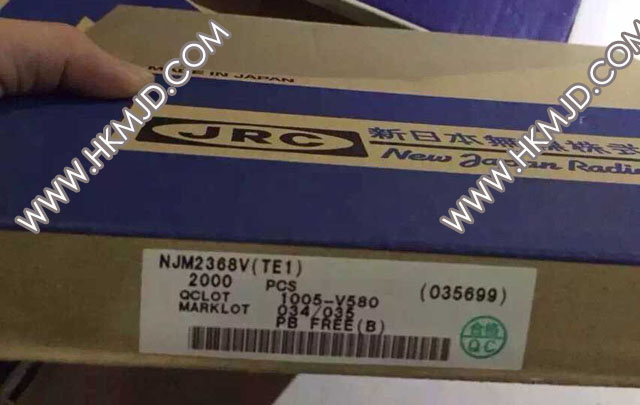 MADE IN JAPAN
JRC 新日本無線株
New Japan Radio
NJM2368V(TE1)
2000 PCS (035699)
QCLOT 1005-V580
MARKLOT 034/035
PB FREE(B)
合格
QC
WWW.HKMJD.COM
WWW.HKMJD.COM